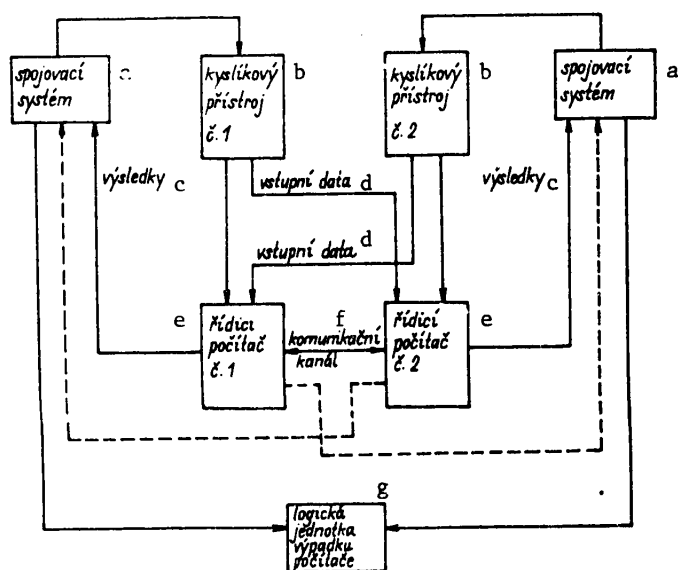 spojovací
systém
a
kyslíkový
přístroj
č.1
b
kyslíkový
přístroj
č.2
b
spojovací
systém
a
výsledky c
vstupní data d
výsledky c
vstupní data d
e
řídicí
počítač
č.1
f
komunikační
kanál
řídicí
počítač
č.2
e
g
logická
jednotka
výpadku
počítače